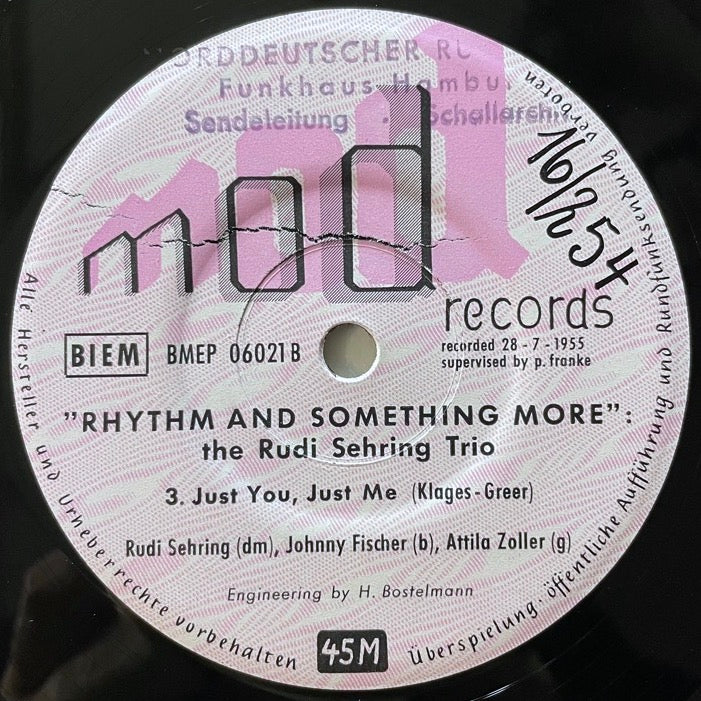 NORDDEUTSCHER
Funkhaus Hambu
Sendeleitung · Schallarchiv
mod
16/254
records
recorded 28 - 7 - 1955
supervised by p. franke
BIEM BMEP 06021 B
"RHYTHM AND SOMETHING MORE":
the Rudi Sehring Trio
3. Just You, Just Me (Klages - Greer)
Rudi Sehring (dm), Johnny Fischer (b), Attila Zoller (g)
Engineering by H. Bostelmann
45M
Alle Hersteller und Urheberrechte vorbehalten
Überspielung · öffentliche Aufführung und Rundfunksendung verboten